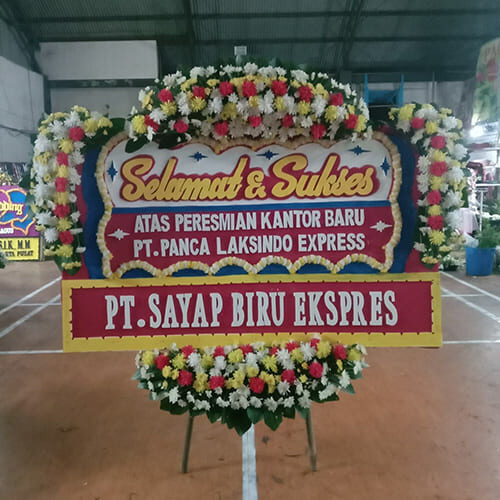 Selamat & Sukses
ATAS PERESMIAN KANTOR BARU
PT. PANCA LAKSINDO EXPRESS
PT. SAYAP BIRU EKSPRES